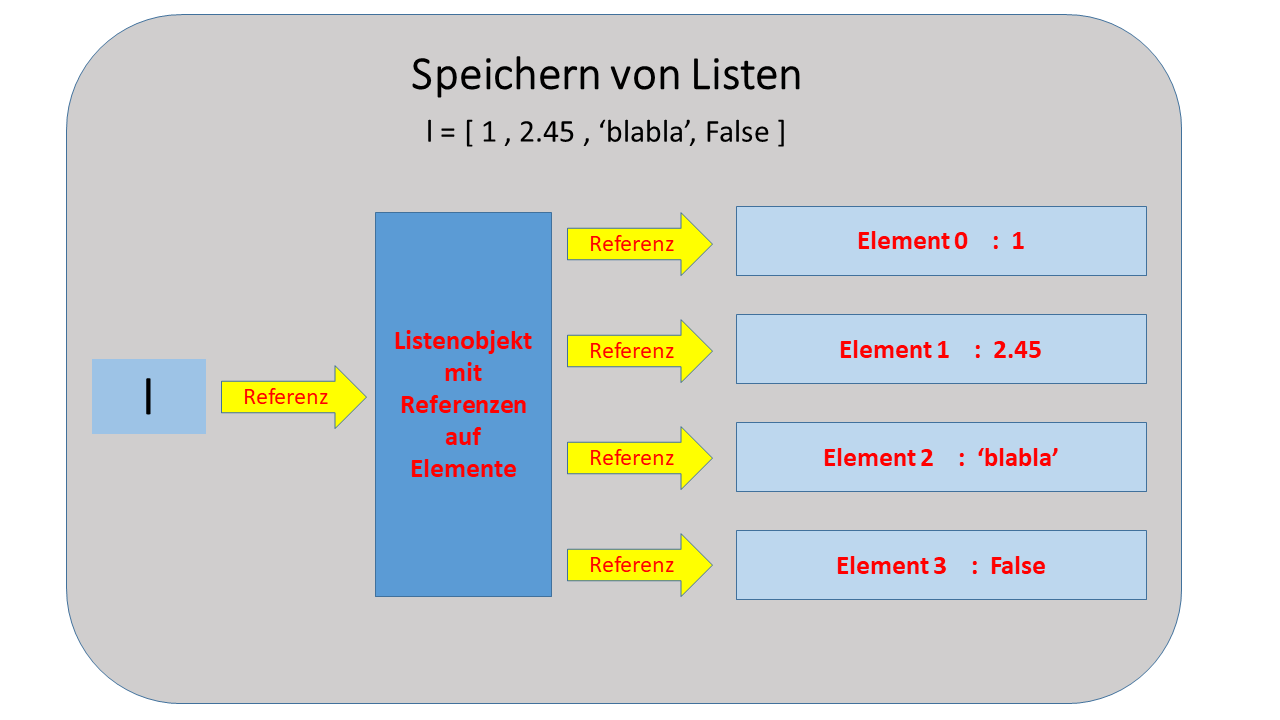 Speichern von Listen
l = [ 1 , 2.45 , ‘blabla’, False ]
l
Referenz
Listenobjekt
mit
Referenzen
auf
Elemente
Referenz
Element 0 : 1
Referenz
Element 1 : 2.45
Referenz
Element 2 : ‘blabla’
Referenz
Element 3 : False